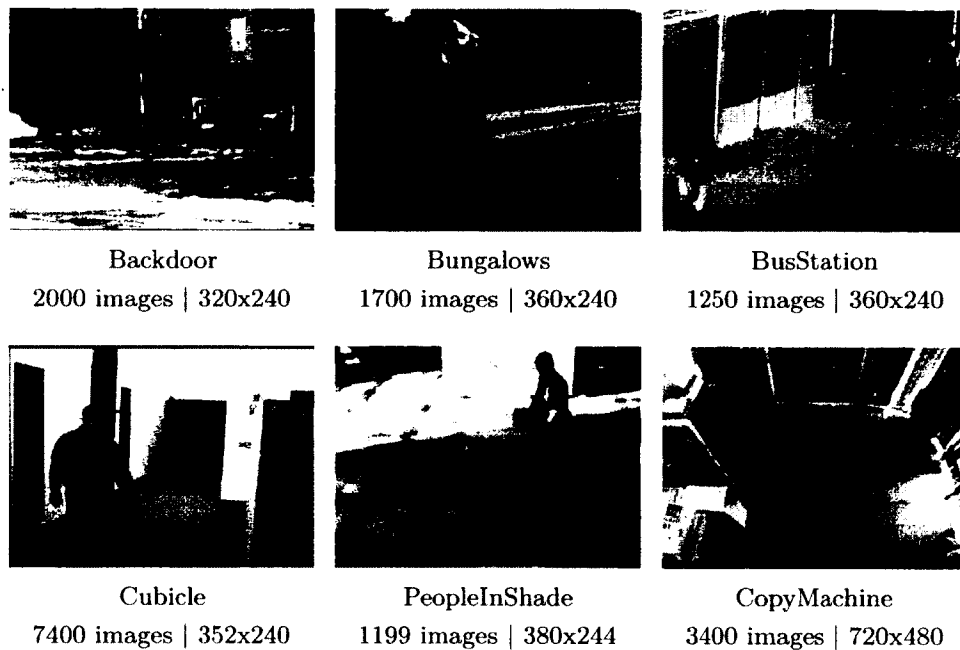 Backdoor
2000 images | 320x240
Bungalows
1700 images | 360x240
BusStation
1250 images | 360x240
Cubicle
7400 images | 352x240
PeopleInShade
1199 images | 380x244
CopyMachine
3400 images | 720x480